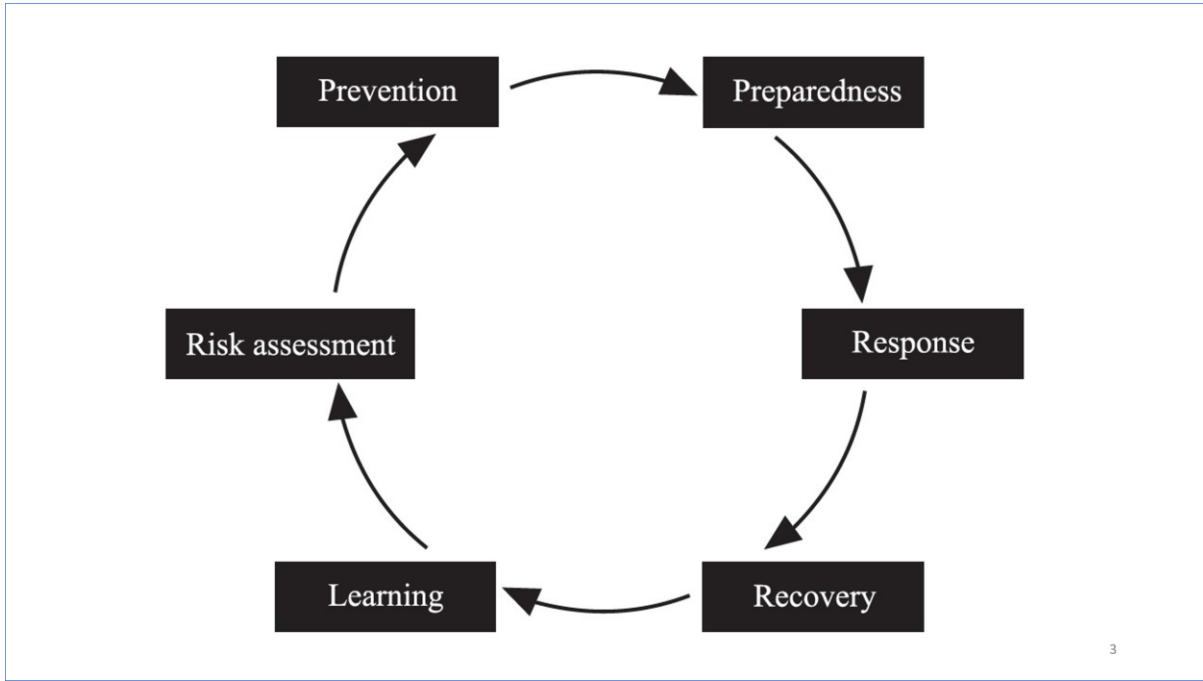 Prevention
Preparedness
Risk assessment
Response
Learning
Recovery
3